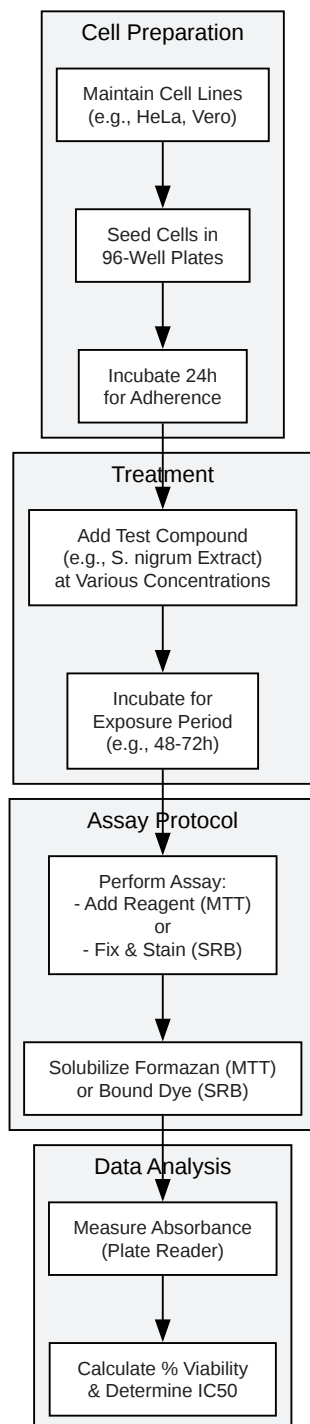 Cell Preparation
Maintain Cell Lines
(e.g., HeLa, Vero)
Seed Cells in
96-Well Plates
Incubate 24h
for Adherence
Treatment
Add Test Compound
(e.g., S. nigrum Extract)
at Various Concentrations
Incubate for
Exposure Period
(e.g., 48-72h)
Assay Protocol
Perform Assay:
- Add Reagent (MTT)
or
- Fix & Stain (SRB)
Solubilize Formazan (MTT)
or Bound Dye (SRB)
Data Analysis
Measure Absorbance
(Plate Reader)
Calculate % Viability
& Determine IC50